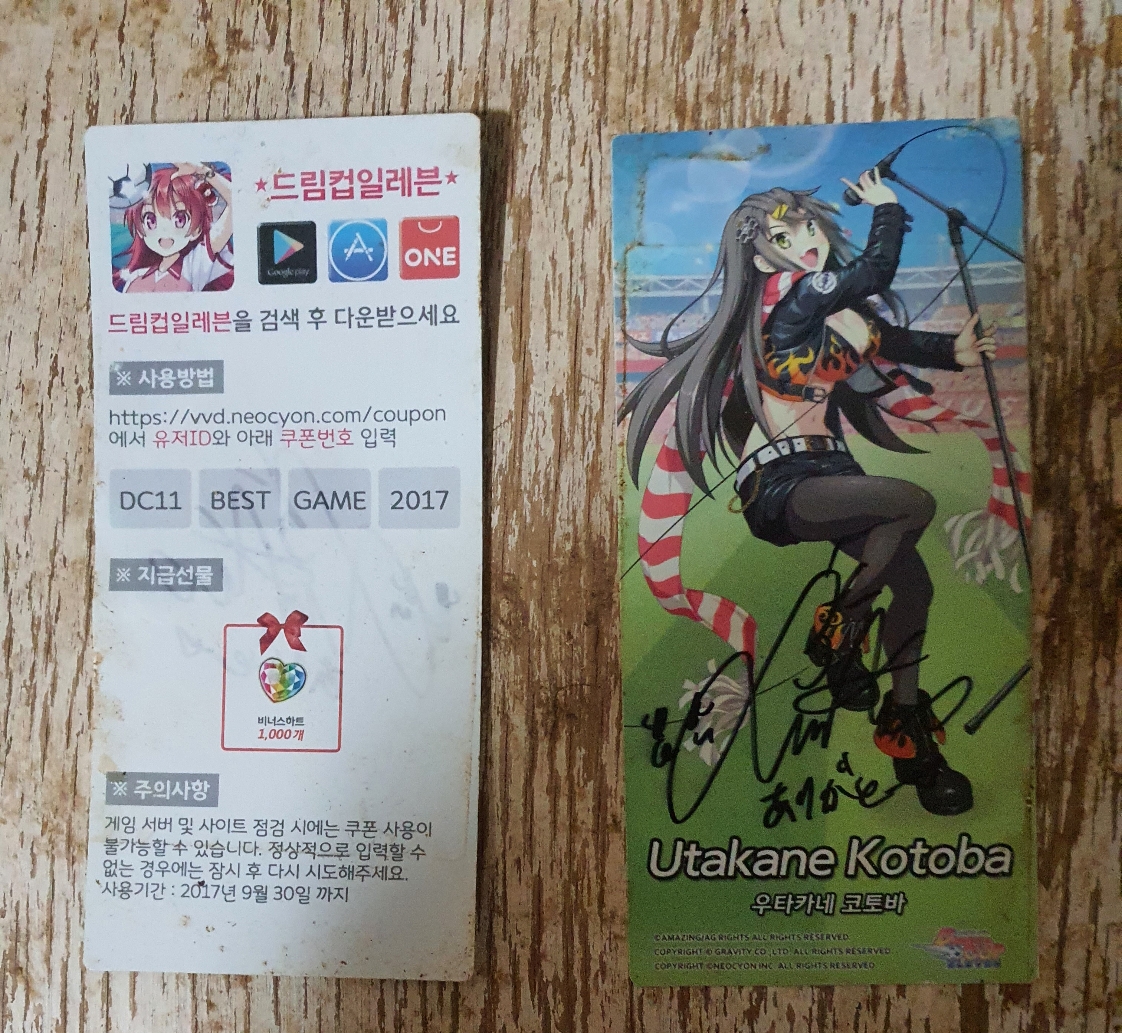 ★드림컵일레븐★
Google play
ONE
드림컵일레븐을 검색 후 다운받으세요
※ 사용방법
https://vvd.neocyon.com/coupon
에서 유저ID와 아래 쿠폰번호 입력
DC11 BEST GAME 2017
※ 지급선물
비너스하트
1,000개
※ 주의사항
게임 서버 및 사이트 점검 시에는 쿠폰 사용이
불가능할 수 있습니다. 정상적으로 입력할 수
없는 경우에는 잠시 후 다시 시도해주세요.
사용기간 : 2017년 9월 30일 까지
ありがと
Utakane Kotoba
우타카네 코토바
©AMAZING/AG RIGHTS ALL RIGHTS RESERVED.
COPYRIGHT © GRAVITY CO., LTD. ALL RIGHTS RESERVED.
COPYRIGHT ©NEOCYON INC. ALL RIGHTS RESERVED
ELEVEN